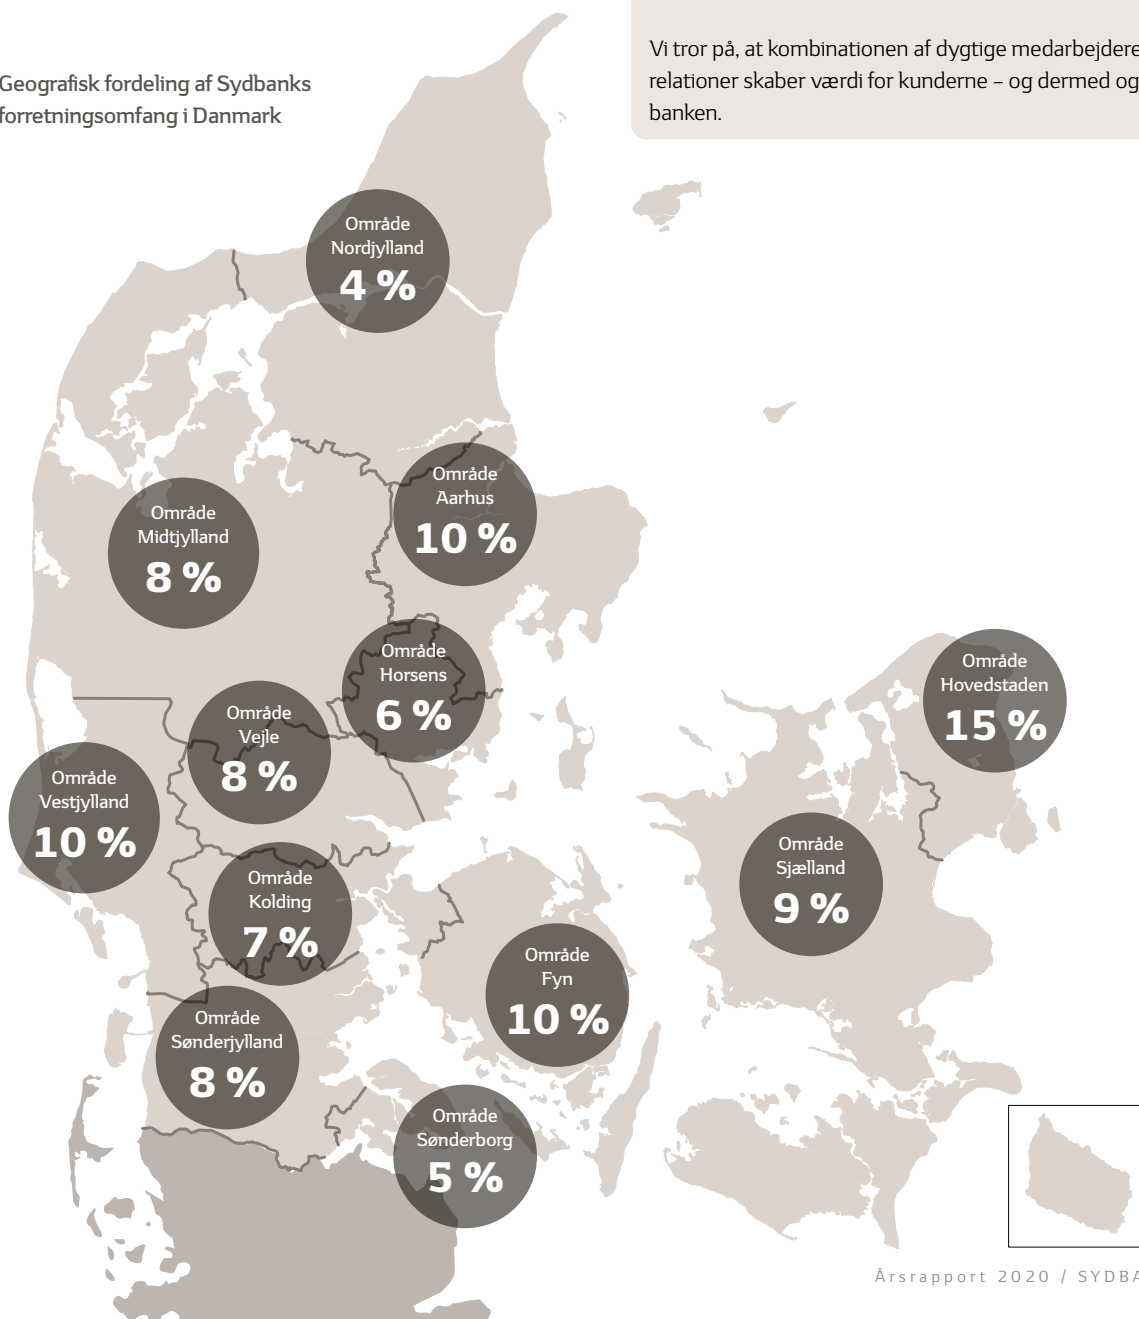 Vi tror på, at kombinationen af dygtige medarbejdere
relationer skaber værdi for kunderne – og dermed og
banken.
Geografisk fordeling af Sydbanks
forretningsomfang i Danmark
Område
Nordjylland
4 %
Område
Aarhus
10 %
Område
Midtjylland
8 %
Område
Horsens
6 %
Område
Hovedstaden
15 %
Område
Vejle
8 %
Område
Vestjylland
10 %
Område
Sjælland
9 %
Område
Kolding
7 %
Område
Fyn
10 %
Område
Sønderjylland
8 %
Område
Sønderborg
5 %
Årsrapport 2020 / SYDBA